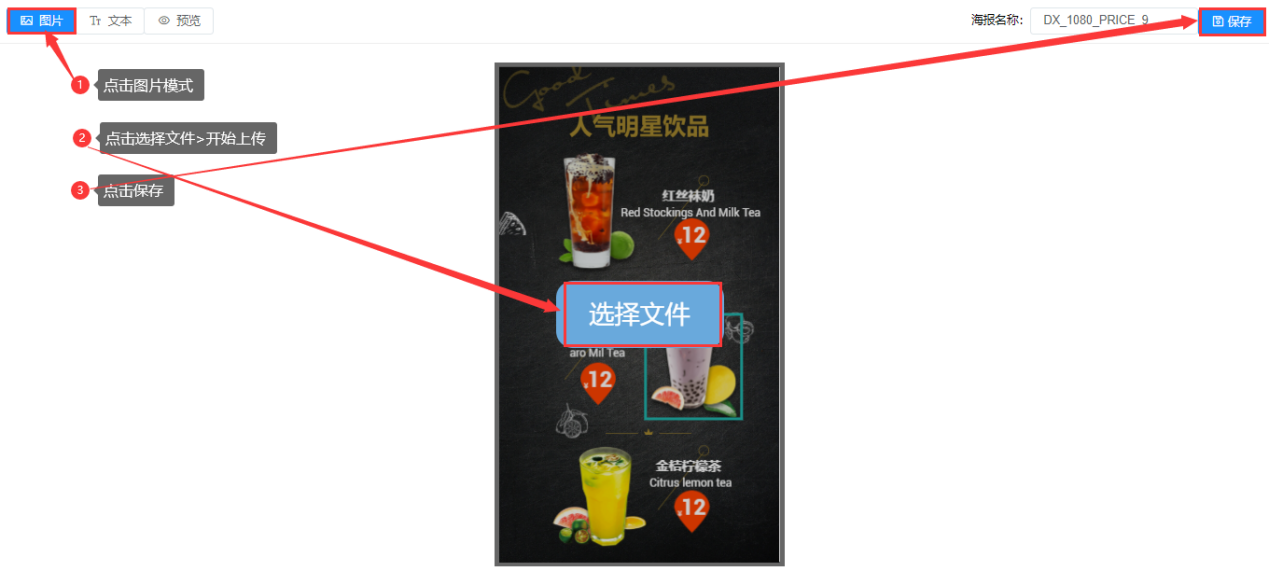 图片
Tr 文本
预览
海报名称:
DX_1080_PRICE_9
保存
1 点击图片模式
2 点击选择文件>开始上传
3 点击保存
Good
Times
人气明星饮品
红丝袜奶
Red Stockings And Milk Tea
¥12
选择文件
aro Mil Tea
¥12
金桔柠檬茶
Citrus lemon tea
¥12